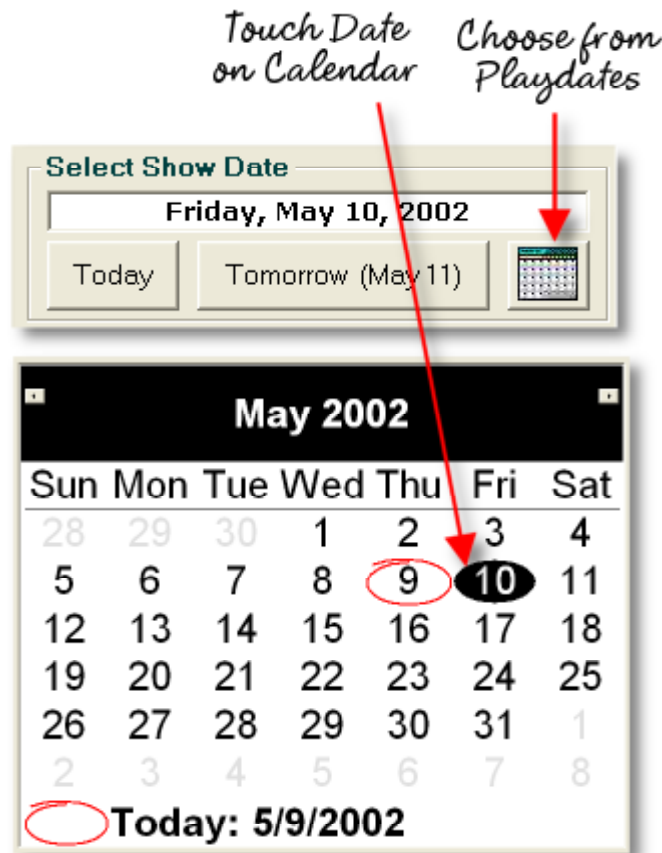 Touch Date
on Calendar
Choose from
Playdates
Select Show Date
Friday, May 10, 2002
Today Tomorrow (May 11)
May 2002
Sun Mon Tue Wed Thu Fri Sat
28 29 30 1 2 3 4
5 6 7 8 9 10 11
12 13 14 15 16 17 18
19 20 21 22 23 24 25
26 27 28 29 30 31 1
2 3 4 5 6 7 8
Today: 5/9/2002